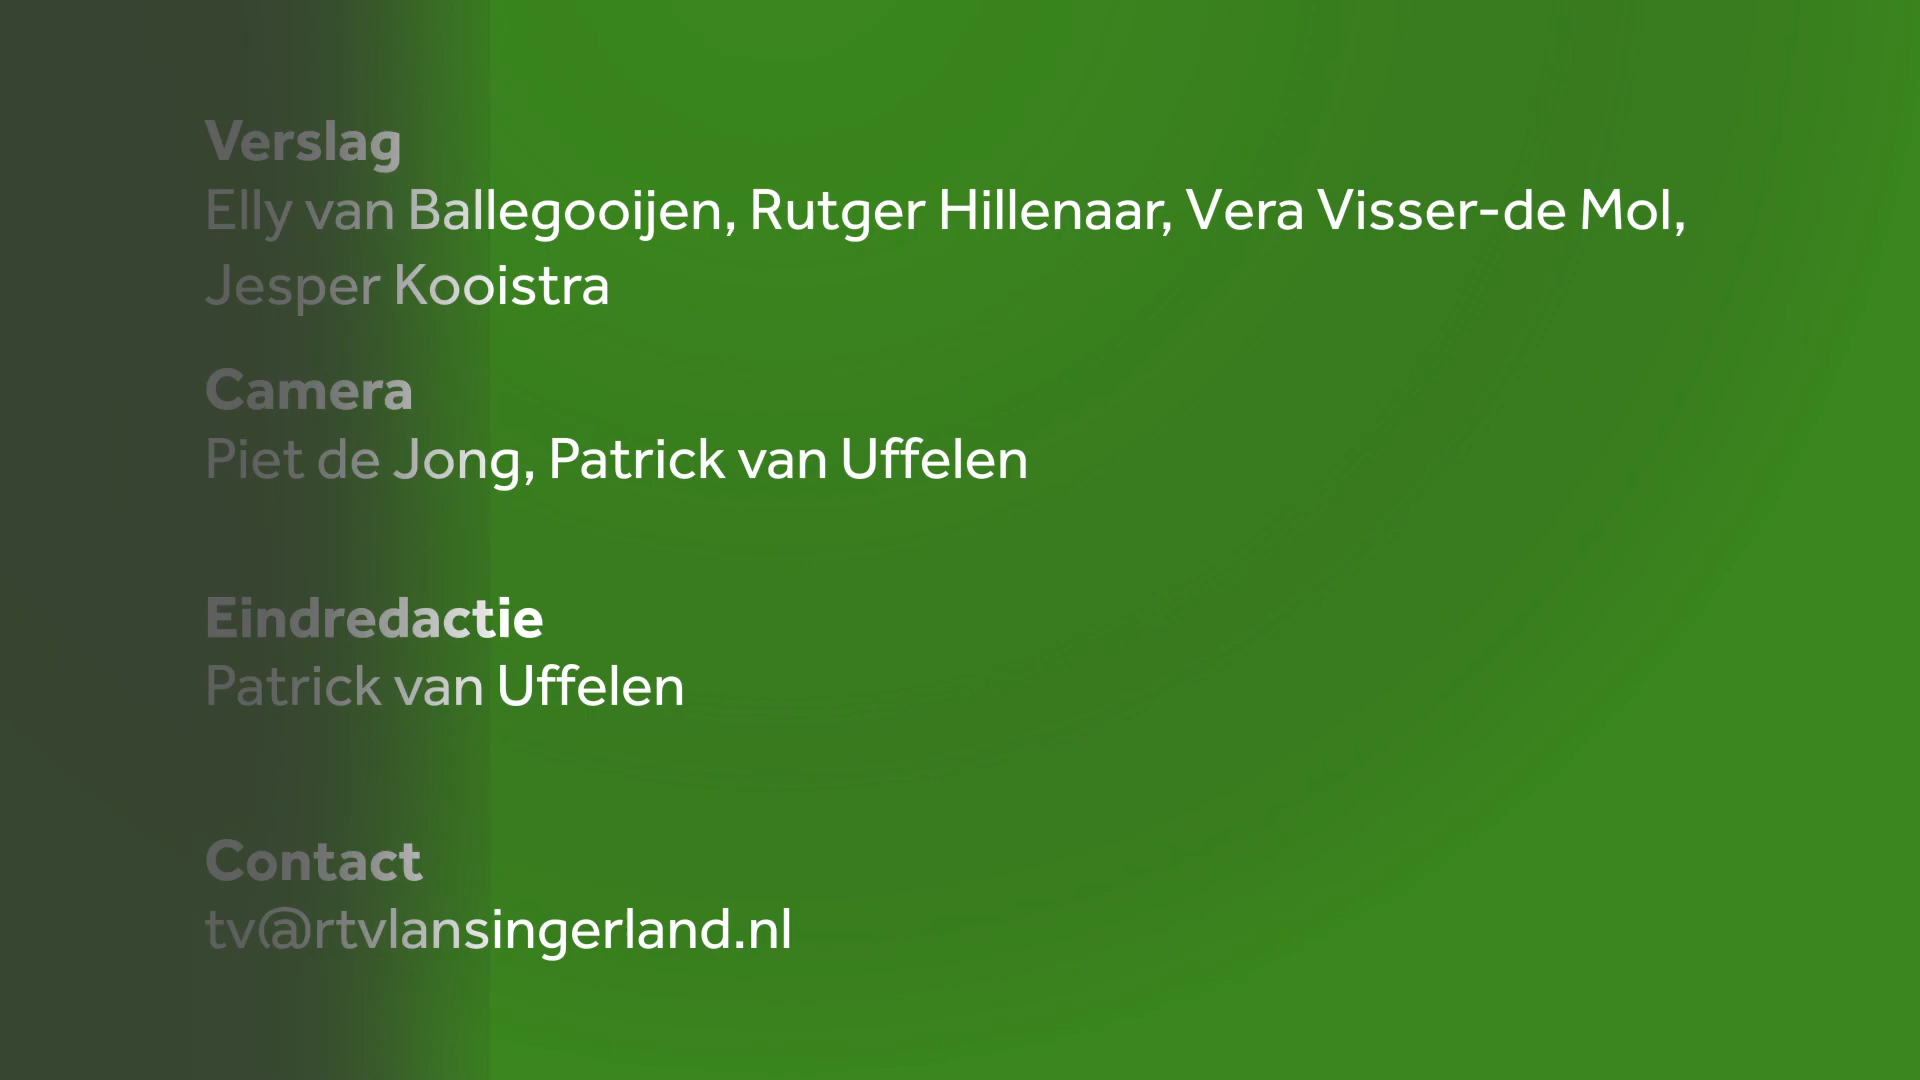 Verslag
Elly van Ballegooijen, Rutger Hillenaar, Vera Visser-de Mol,
Jesper Kooistra
Camera
Piet de Jong, Patrick van Uffelen
Eindredactie
Patrick van Uffelen
Contact
tv@rtvlansingerland.nl